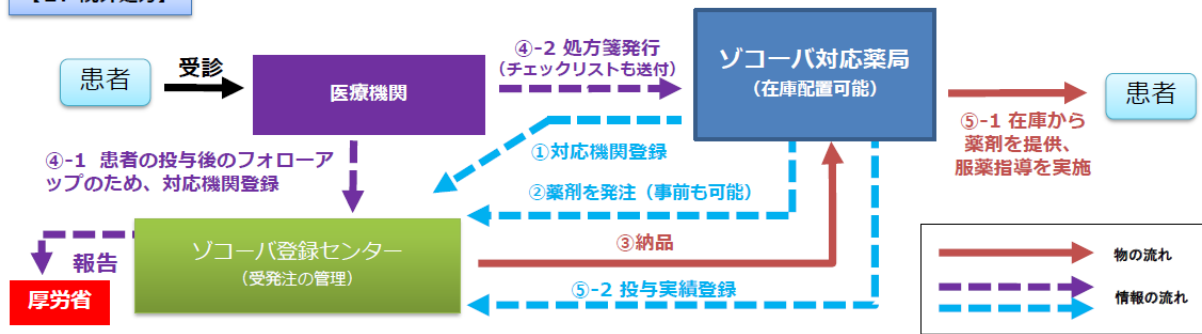 患者
受診
医療機関
④-2 処方箋発行
（チェックリストも送付）
ゾコーバ対応薬局
（在庫配置可能）
患者
⑤-1 在庫から
薬剤を提供、
服薬指導を実施
④-1 患者の投与後のフォローア
ップのため、対応機関登録
①対応機関登録
②薬剤を発注（事前も可能）
③納品
⑤-2 投与実績登録
ゾコーバ登録センター
（受発注の管理）
報告
厚労省
物の流れ
情報の流れ